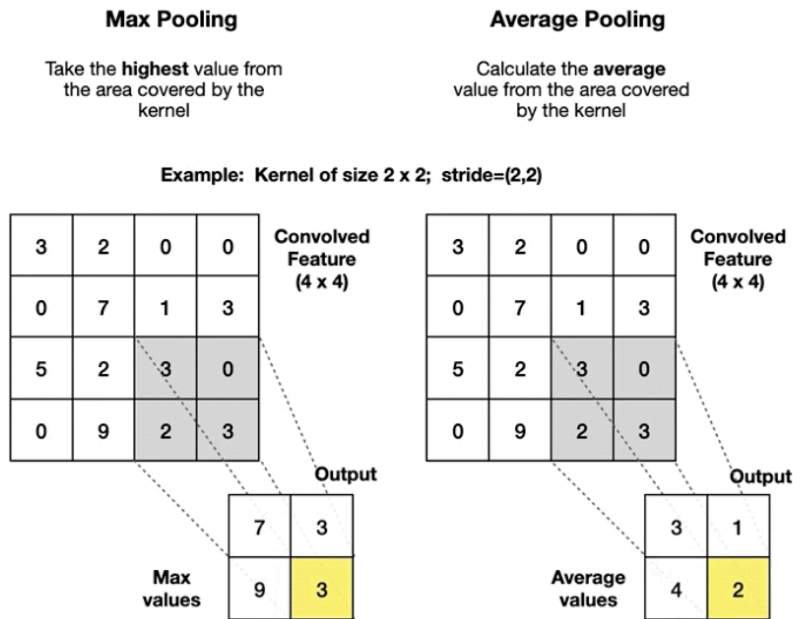 Max Pooling
Take the highest value from
the area covered by the
kernel
Average Pooling
Calculate the average
value from the area covered
by the kernel
Example: Kernel of size 2 x 2; stride=(2,2)
3 2 0 0
0 7 1 3
5 2 3 0
0 9 2 3
Convolved
Feature
(4 x 4)
Output
7 3
9 3
Max
values
3 2 0 0
0 7 1 3
5 2 3 0
0 9 2 3
Convolved
Feature
(4 x 4)
Output
3 1
4 2
Average
values